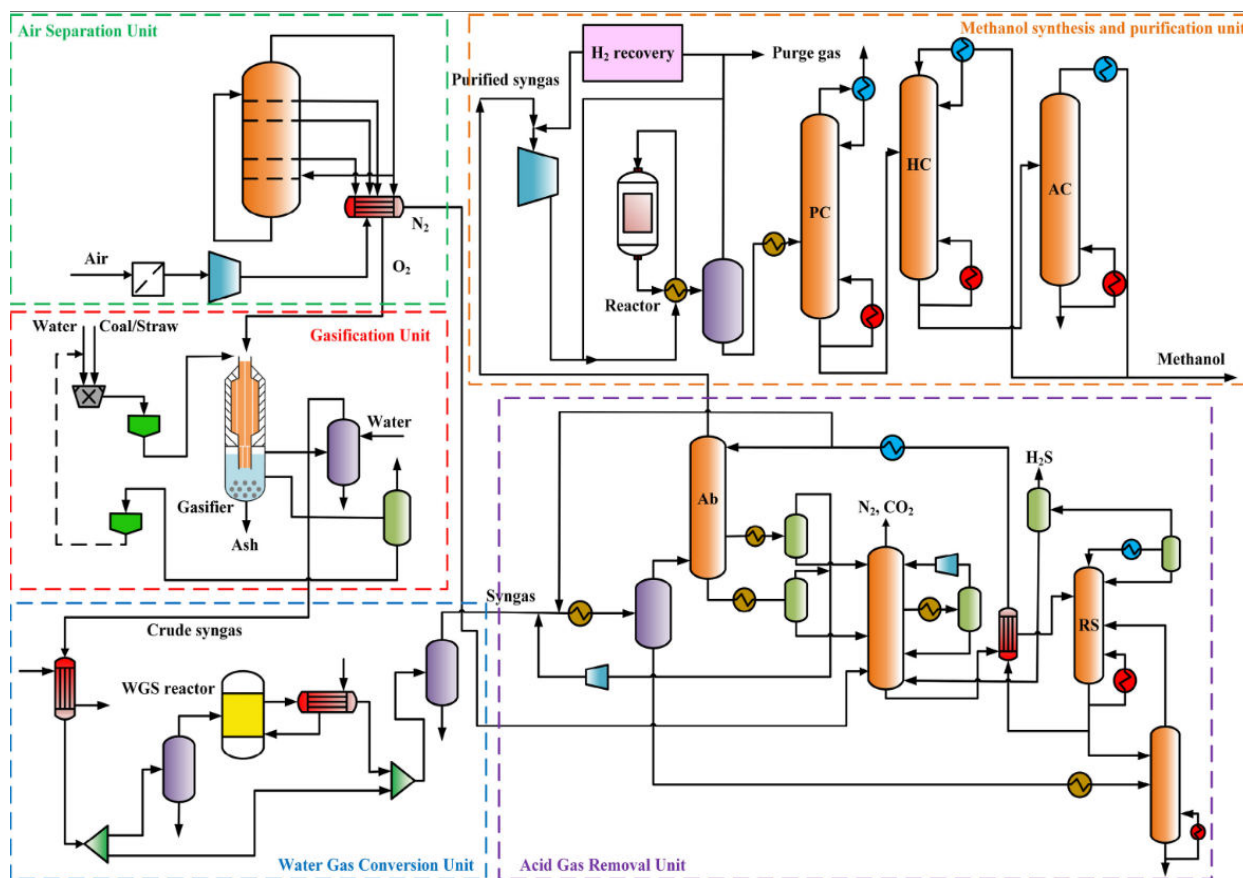 Air Separation Unit
N₂
Air
O₂
Methanol synthesis and purification unit
H₂ recovery
Purified syngas
Purge gas
HC
AC
PC
Reactor
Methanol
Water
Coal/Straw
Gasification Unit
Water
Gasifier
Ash
Crude syngas
WGS reactor
Water Gas Conversion Unit
Syngas
Ab
N₂, CO₂
H₂S
RS
Acid Gas Removal Unit